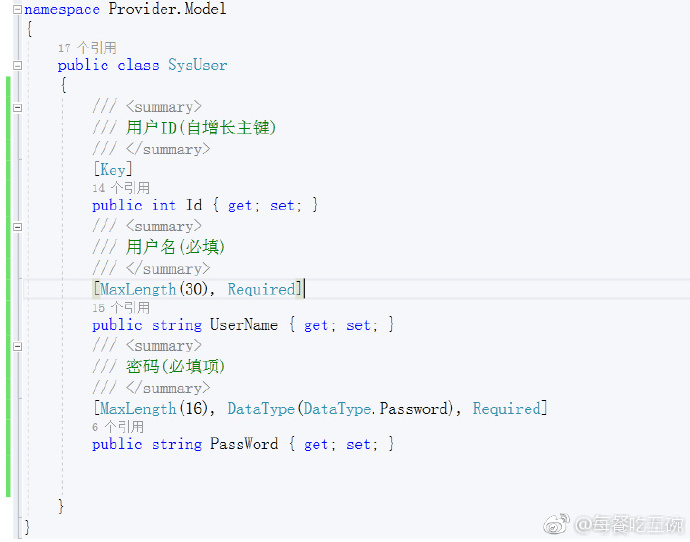 namespace Provider.Model
{
17 个引用
public class SysUser
{
/// <summary>
/// 用户ID(自增长主键)
/// </summary>
[Key]
14 个引用
public int Id { get; set; }
/// <summary>
/// 用户名(必填)
/// </summary>
[MaxLength(30), Required]
15 个引用
public string UserName { get; set; }
/// <summary>
/// 密码(必填项)
/// </summary>
[MaxLength(16), DataType(DataType.Password), Required]
6 个引用
public string PassWord { get; set; }
}
}
@每餐吃五碗